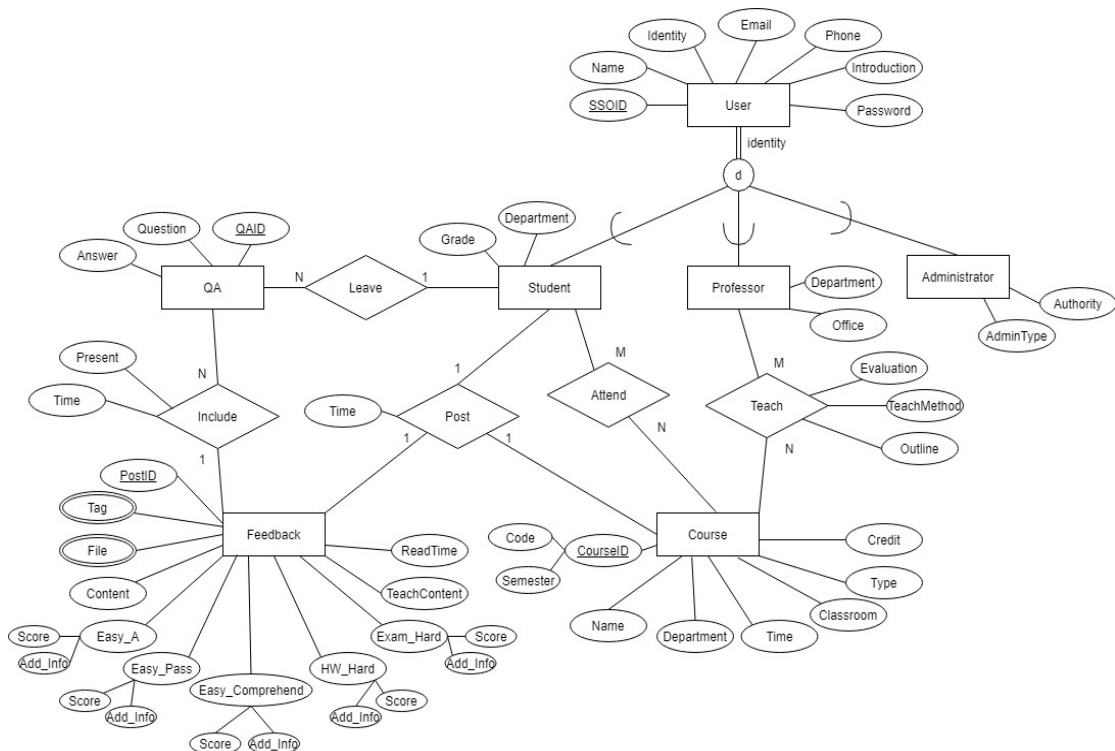 Email
Identity
Phone
Name
Introduction
SSOID
User
Password
identity
d
Department
Question
QAID
Grade
Answer
N
1
QA
Leave
Student
Professor
Department
Administrator
Authority
Office
AdminType
Present
M
M
Evaluation
N
1
Time
Include
Time
Post
Attend
Teach
TeachMethod
1
1
1
N
N
Outline
PostID
Tag
Feedback
Course
Code
CourseID
Credit
File
ReadTime
Semester
Type
Content
TeachContent
Classroom
Name
Department
Time
Score
Easy_A
Exam_Hard
Score
Add_Info
Add_Info
Easy_Pass
HW_Hard
Easy_Comprehend
Score
Score
Add_Info
Add_Info
Score
Add_Info